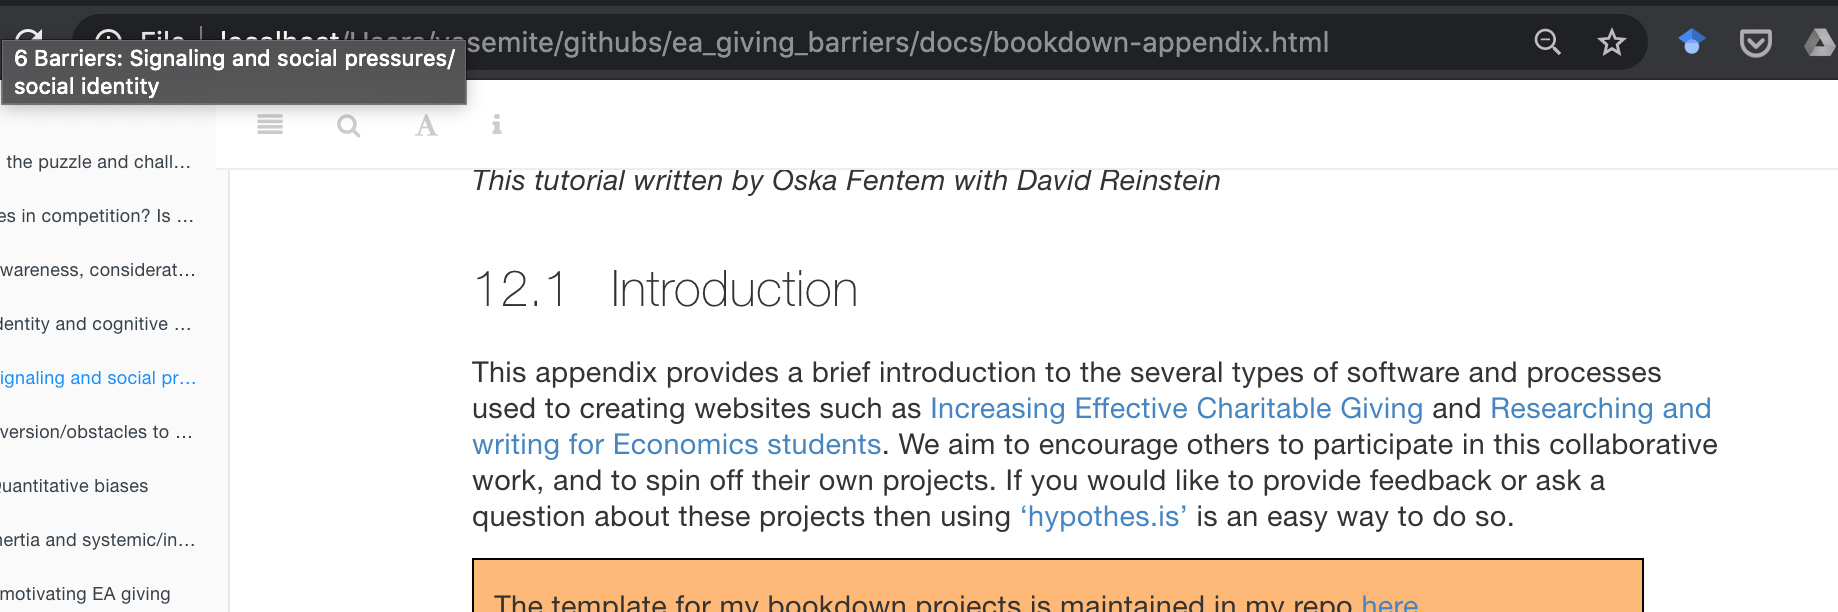 File localhost/Users/yosemite/githubs/ea_giving_barriers/docs/bookdown-appendix.html
6 Barriers: Signaling and social pressures/
social identity
the puzzle and chall...
es in competition? Is ...
wareness, considerat...
dentity and cognitive ...
ignaling and social pr...
version/obstacles to ...
uantitative biases
nertia and systemic/in...
motivating EA giving
This tutorial written by Oska Fentem with David Reinstein
12.1 Introduction
This appendix provides a brief introduction to the several types of software and processes
used to creating websites such as Increasing Effective Charitable Giving and Researching and
writing for Economics students. We aim to encourage others to participate in this collaborative
work, and to spin off their own projects. If you would like to provide feedback or ask a
question about these projects then using ‘hypothes.is’ is an easy way to do so.
The template for my bookdown projects is maintained in my repo here